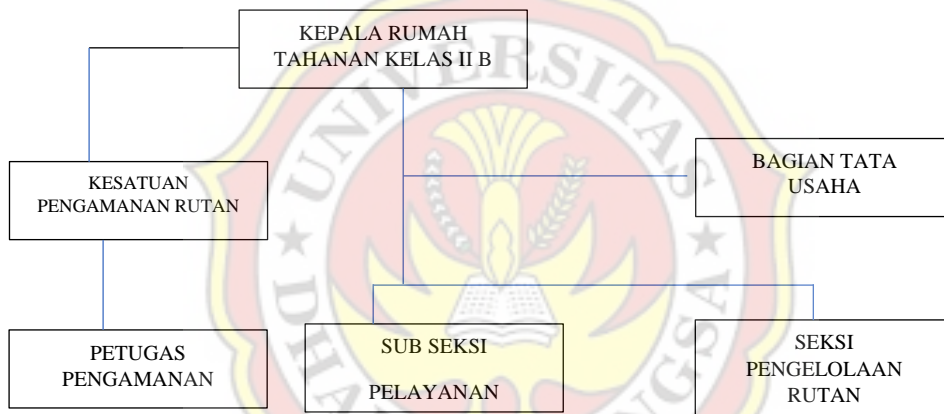 KEPALA RUMAH
TAHANAN KELAS II B
BAGIAN TATA
USAHA
KESATUAN
PENGAMANAN RUTAN
PETUGAS
PENGAMANAN
SUB SEKSI
PELAYANAN
SEKSI
PENGELOLAAN
RUTAN
UNIVERSITAS